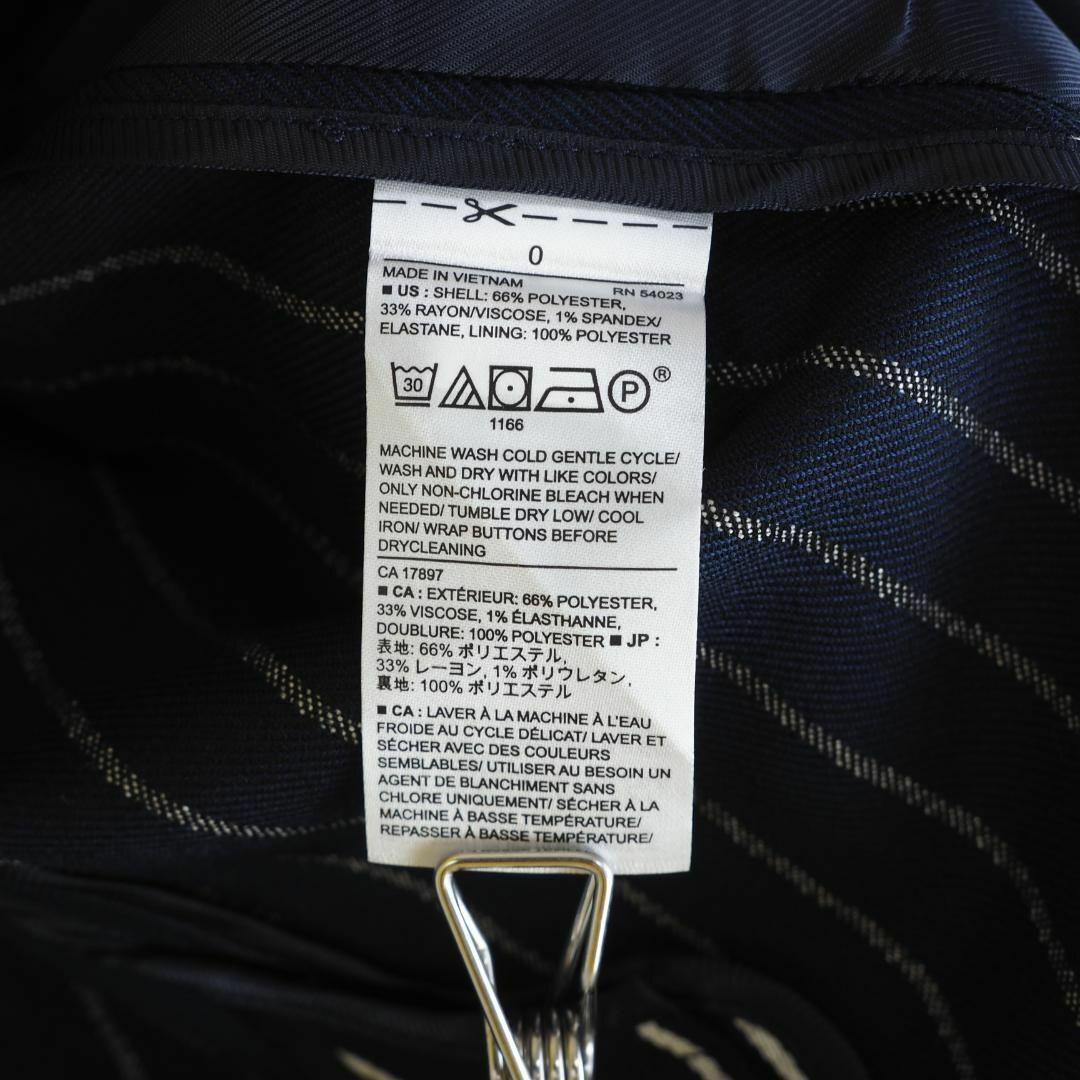 0
MADE IN VIETNAM
RN 54023
■ US : SHELL: 66% POLYESTER,
33% RAYON/VISCOSE, 1% SPANDEX/
ELASTANE, LINING: 100% POLYESTER
30 P®
1166
MACHINE WASH COLD GENTLE CYCLE/
WASH AND DRY WITH LIKE COLORS/
ONLY NON-CHLORINE BLEACH WHEN
NEEDED/ TUMBLE DRY LOW/ COOL
IRON/ WRAP BUTTONS BEFORE
DRYCLEANING
CA 17897
■ CA : EXTÉRIEUR: 66% POLYESTER,
33% VISCOSE, 1% ÉLASTHANNE,
DOUBLURE: 100% POLYESTER ■ JP :
表地: 66% ポリエステル,
33% レーヨン, 1% ポリウレタン,
裏地: 100% ポリエステル
■ CA : LAVER À LA MACHINE À L'EAU
FROIDE AU CYCLE DÉLICAT/ LAVER ET
SÉCHER AVEC DES COULEURS
SEMBLABLES/ UTILISER AU BESOIN UN
AGENT DE BLANCHIMENT SANS
CHLORE UNIQUEMENT/ SÉCHER À LA
MACHINE À BASSE TEMPÉRATURE/
REPASSER À BASSE TEMPÉRATURE/